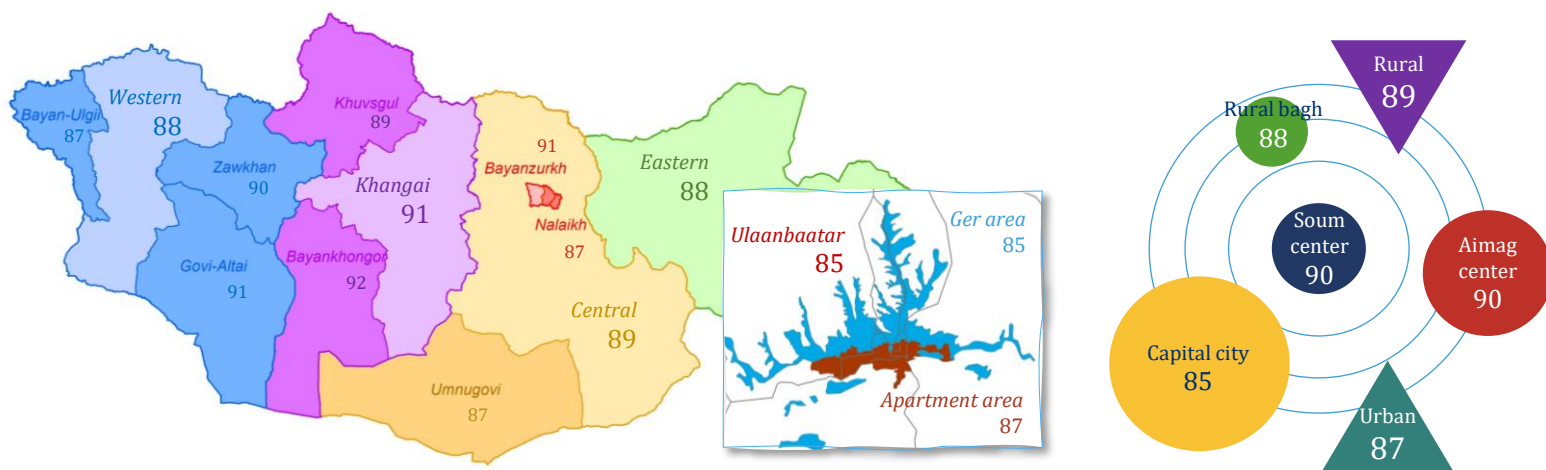 Western
88
Bayan-Ulgii
87
Khuvsgul
89
Zawkhan
90
Khangai
91
Govi-Altai
91
Bayankhongor
92
91
Bayanzurkh
Nalaikh
87
Eastern
88
Central
89
Umnugovi
87
Ulaanbaatar
85
Ger area
85
Apartment area
87
Rural
89
Rural bagh
88
Soum
center
90
Aimag
center
90
Capital city
85
Urban
87